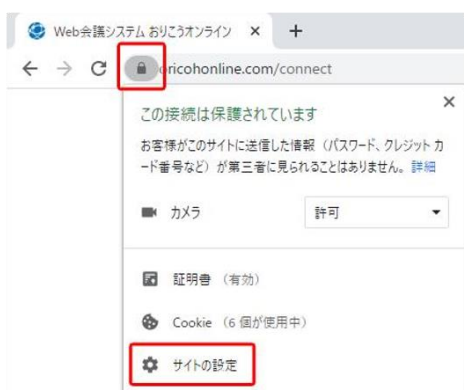 Web会議システム おりこうオンライン × +
oricohonline.com/connect
この接続は保護されています
お客様がこのサイトに送信した情報（パスワード、クレジット カ
ード番号など）が第三者に見られることはありません。詳細
カメラ 許可
証明書 （有効）
Cookie （6 個が使用中）
サイトの設定